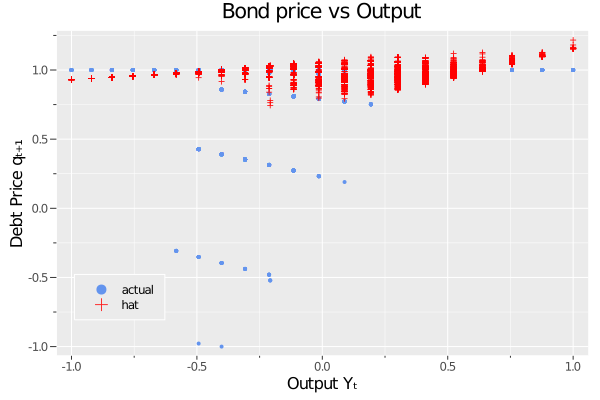 Bond price vs Output
Debt Price qₜ₊₁
1.0
0.5
0.0
-0.5
-1.0
actual
hat
-1.0 -0.5 0.0 0.5 1.0
Output Yₜ